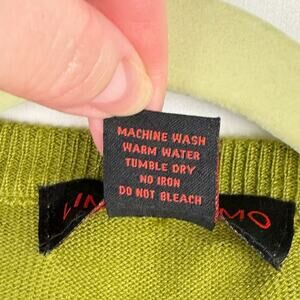 MACHINE WASH
WARM WATER
TUMBLE DRY
NO IRON
DO NOT BLEACH